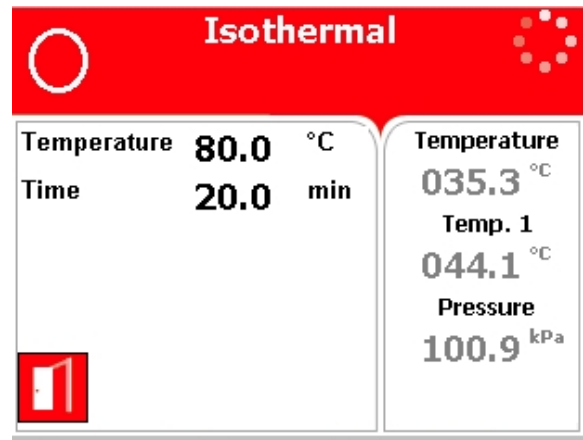 Isothermal
Temperature 80.0 °C
Time 20.0 min
Temperature
035.3 °C
Temp. 1
044.1 °C
Pressure
100.9 kPa